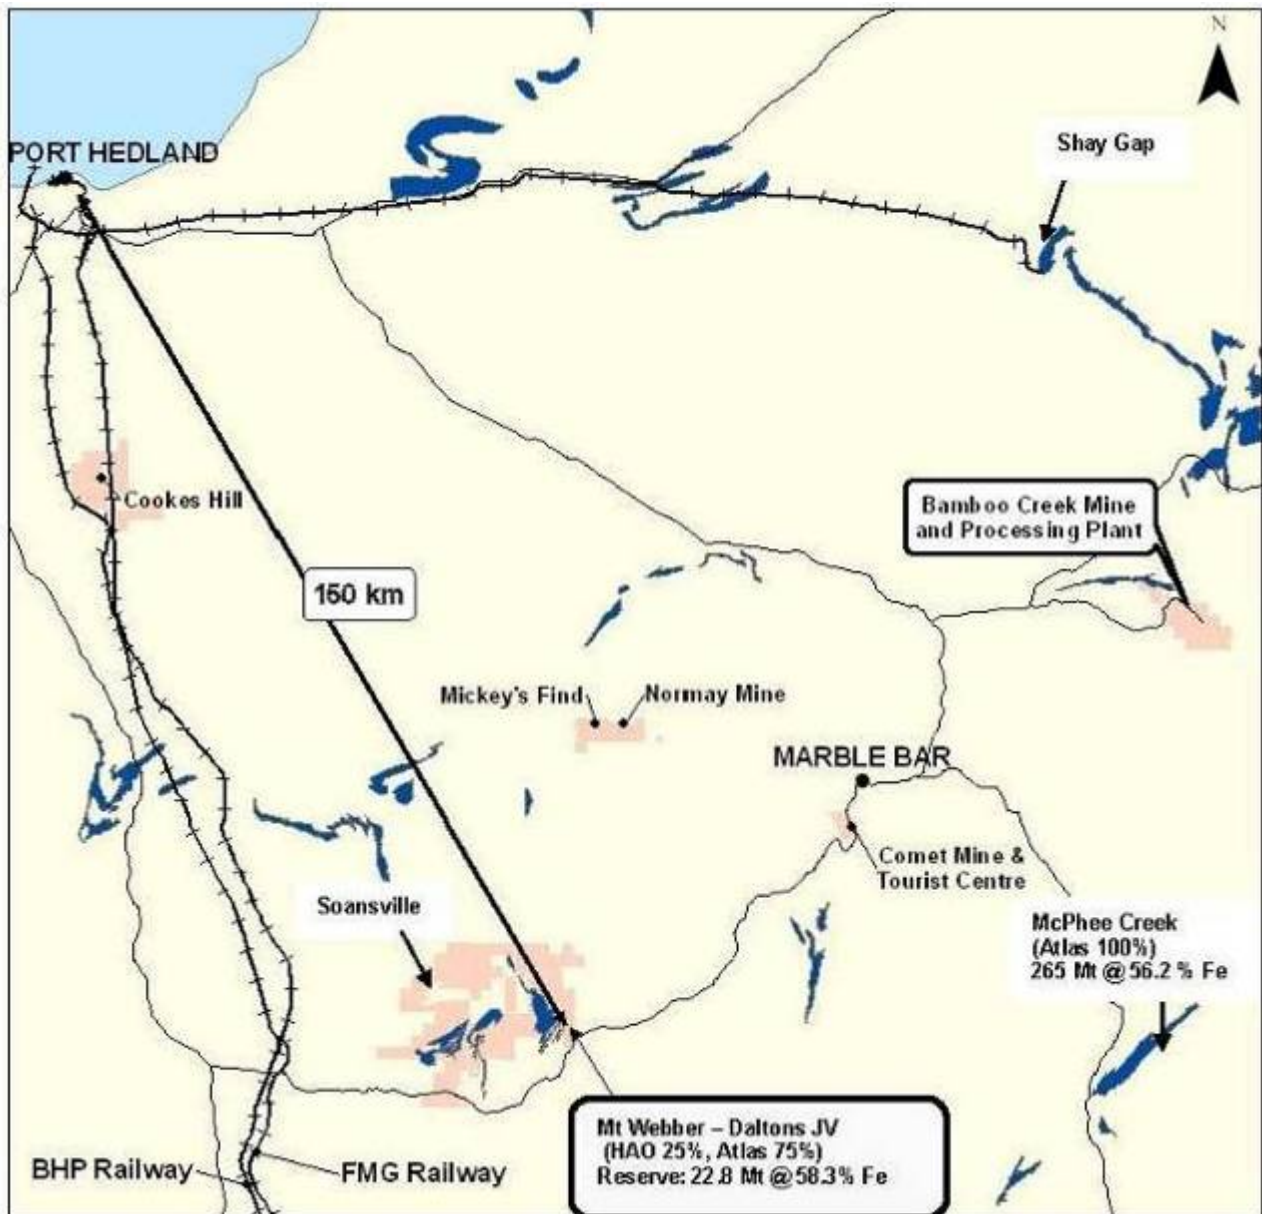 N
PORT HEDLAND
Shay Gap
Cookes Hill
Bamboo Creek Mine
and Processing Plant
150 km
Mickey's Find
Normay Mine
MARBLE BAR
Comet Mine &
Tourist Centre
Soansville
McPhee Creek
(Atlas 100%)
265 Mt @ 56.2 % Fe
Mt Webber – Daltons JV
(HAO 25%, Atlas 75%)
Reserve: 22.8 Mt @ 58.3% Fe
BHP Railway
FMG Railway